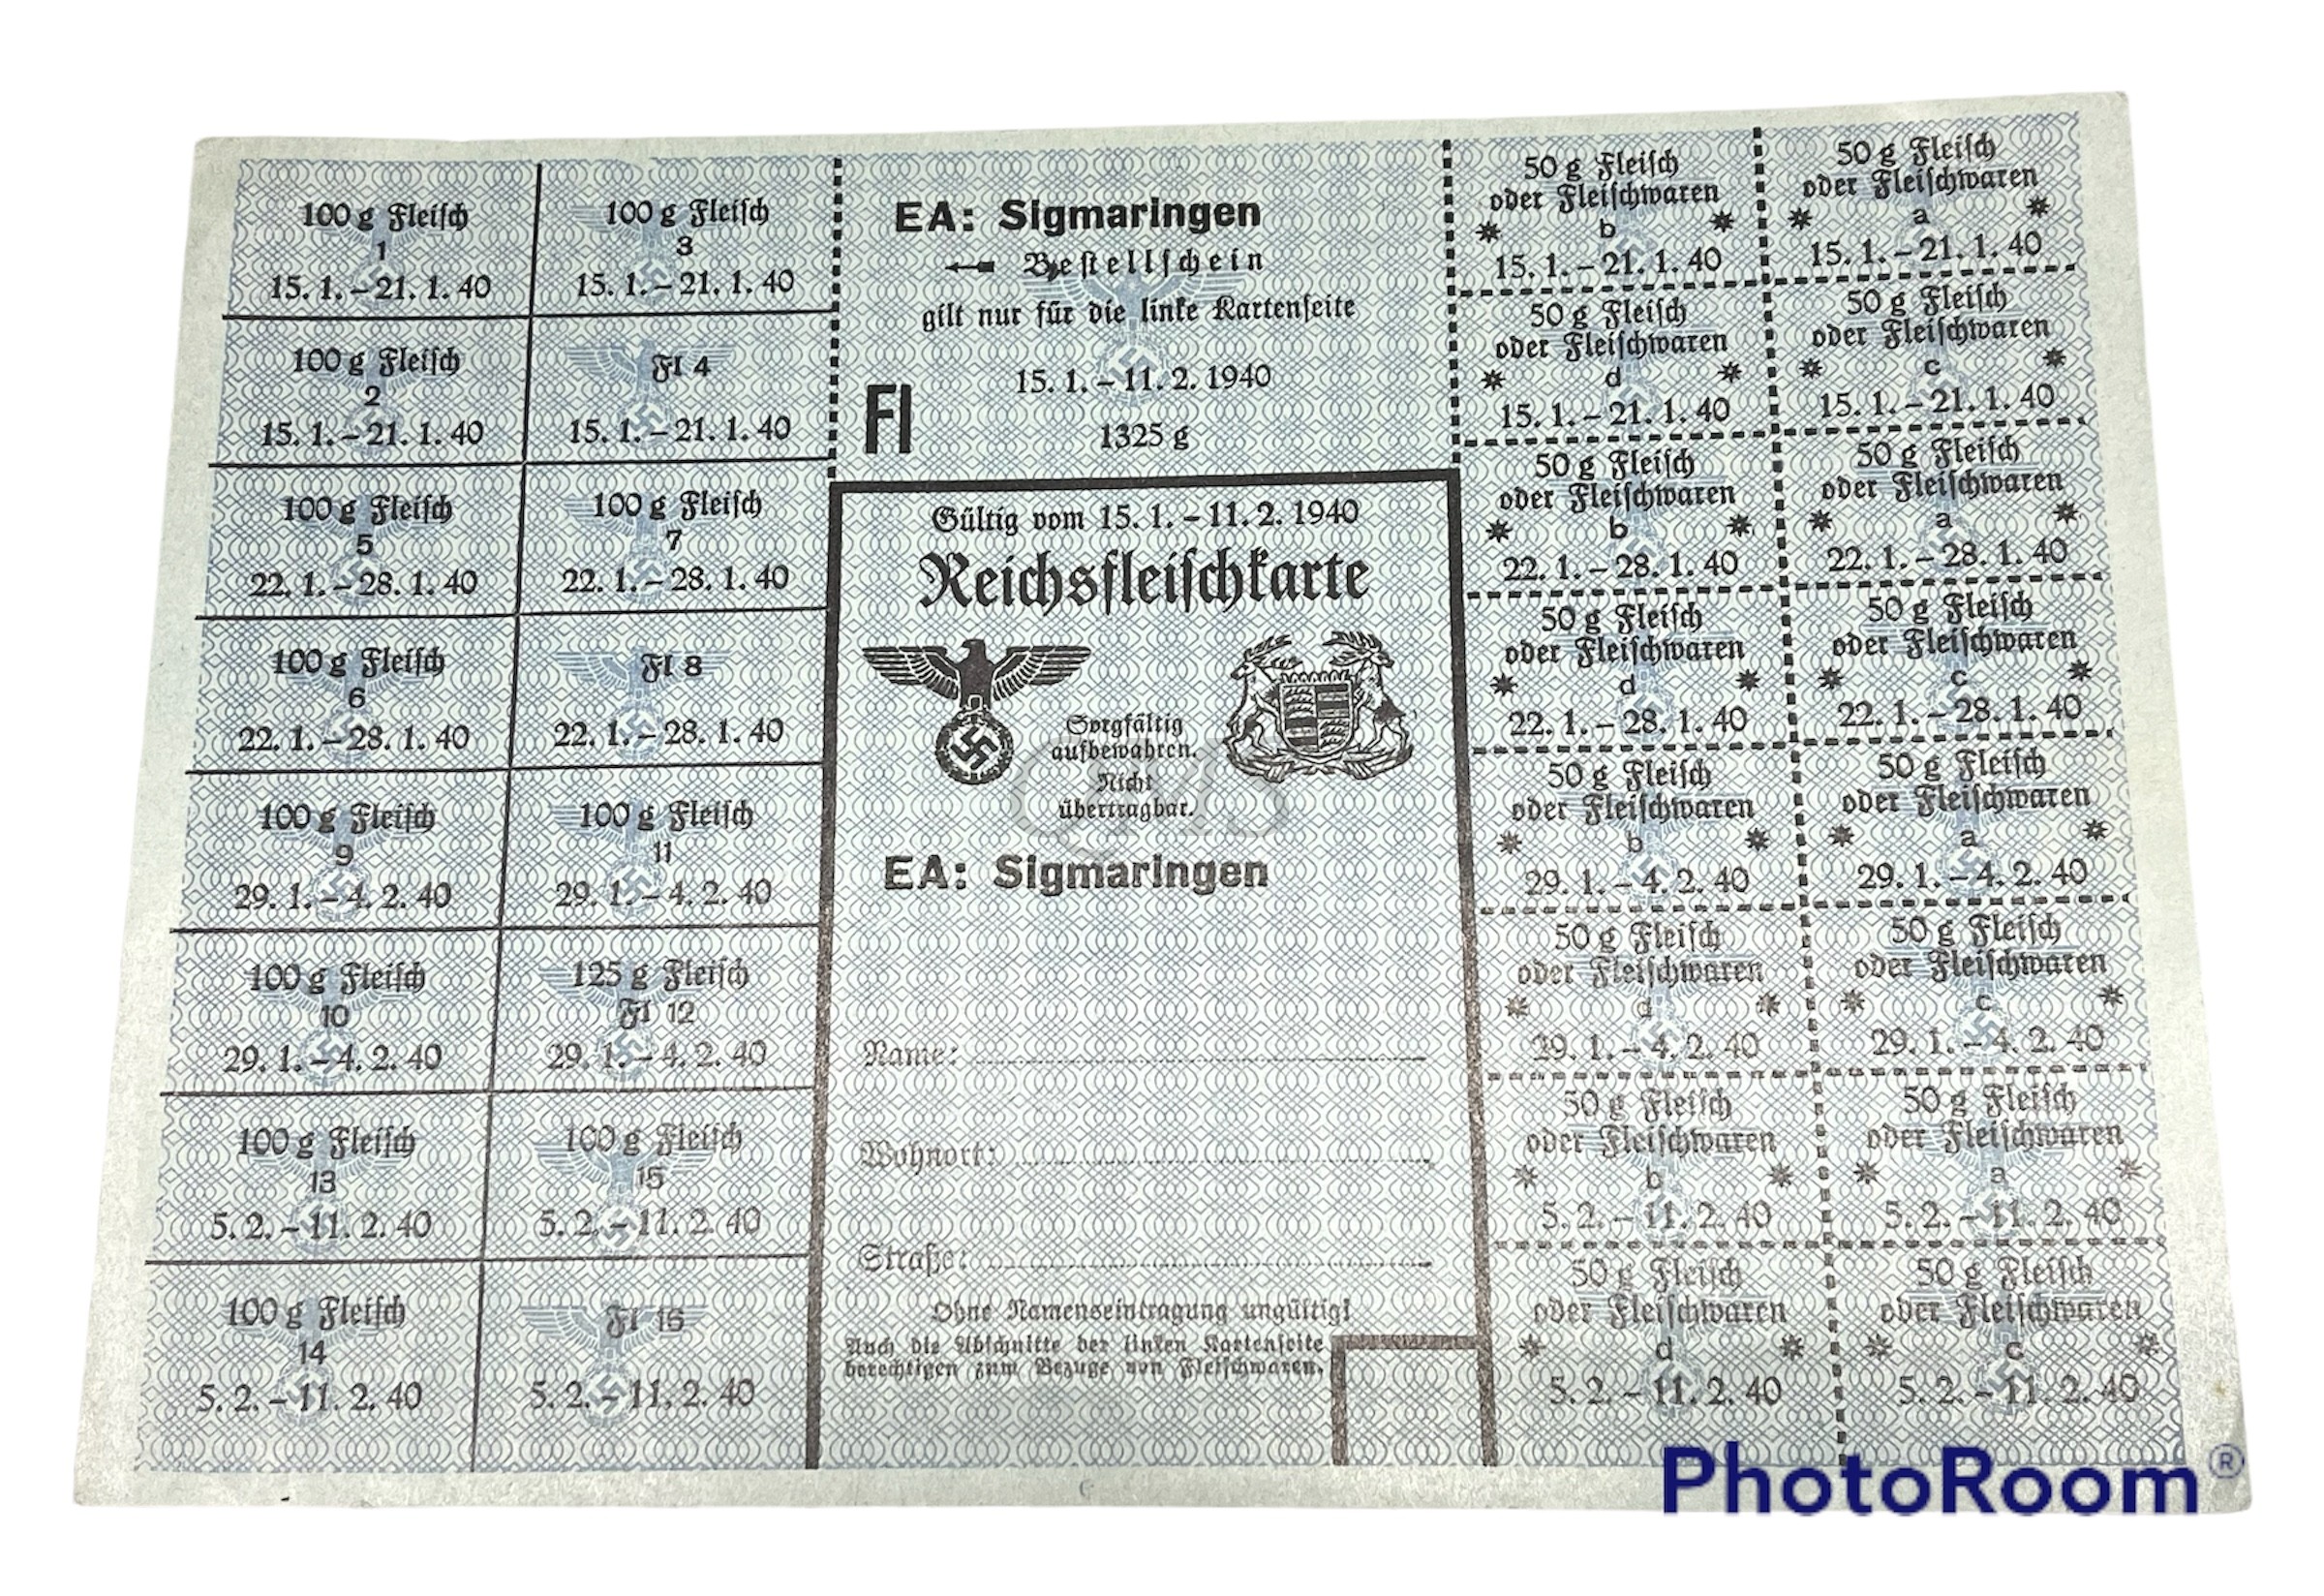 100 g Fleisch
1
15. 1. – 21. 1. 40
100 g Fleisch
3
15. 1. – 21. 1. 40
100 g Fleisch
2
15. 1. – 21. 1. 40
Fl 4
15. 1. – 21. 1. 40
100 g Fleisch
5
22. 1. – 28. 1. 40
100 g Fleisch
7
22. 1. – 28. 1. 40
100 g Fleisch
6
22. 1. – 28. 1. 40
Fl 8
22. 1. – 28. 1. 40
100 g Fleisch
9
29. 1. – 4. 2. 40
100 g Fleisch
11
29. 1. – 4. 2. 40
100 g Fleisch
10
29. 1. – 4. 2. 40
125 g Fleisch
Fl 12
29. 1. – 4. 2. 40
100 g Fleisch
13
5. 2. – 11. 2. 40
100 g Fleisch
15
5. 2. – 11. 2. 40
100 g Fleisch
14
5. 2. – 11. 2. 40
Fl 16
5. 2. – 11. 2. 40
EA: Sigmaringen
Bestellschein
gilt nur für die linke Kartenseite
15. 1. – 11. 2. 1940
Fl
1325 g
Gültig vom 15. 1. – 11. 2. 1940
Reichsfleischkarte
Sorgfältig
aufbewahren.
Nicht
übertragbar.
EA: Sigmaringen
Name:
Wohnort:
Straße:
Ohne Namenseintragung ungültig!
Auch die Abschnitte der linken Kartenseite
berechtigen zum Bezuge von Fleischwaren.
50 g Fleisch
oder Fleischwaren
* b *
15. 1. – 21. 1. 40
50 g Fleisch
oder Fleischwaren
* a *
15. 1. – 21. 1. 40
50 g Fleisch
oder Fleischwaren
* d *
15. 1. – 21. 1. 40
50 g Fleisch
oder Fleischwaren
* c *
15. 1. – 21. 1. 40
50 g Fleisch
oder Fleischwaren
* b *
22. 1. – 28. 1. 40
50 g Fleisch
oder Fleischwaren
* a *
22. 1. – 28. 1. 40
50 g Fleisch
oder Fleischwaren
* d *
22. 1. – 28. 1. 40
50 g Fleisch
oder Fleischwaren
* c *
22. 1. – 28. 1. 40
50 g Fleisch
oder Fleischwaren
* b *
29. 1. – 4. 2. 40
50 g Fleisch
oder Fleischwaren
* a *
29. 1. – 4. 2. 40
50 g Fleisch
oder Fleischwaren
* d *
29. 1. – 4. 2. 40
50 g Fleisch
oder Fleischwaren
* c *
29. 1. – 4. 2. 40
50 g Fleisch
oder Fleischwaren
* b *
5. 2. – 11. 2. 40
50 g Fleisch
oder Fleischwaren
* a *
5. 2. – 11. 2. 40
50 g Fleisch
oder Fleischwaren
* d *
5. 2. – 11. 2. 40
50 g Fleisch
oder Fleischwaren
* c *
5. 2. – 11. 2. 40
PhotoRoom®